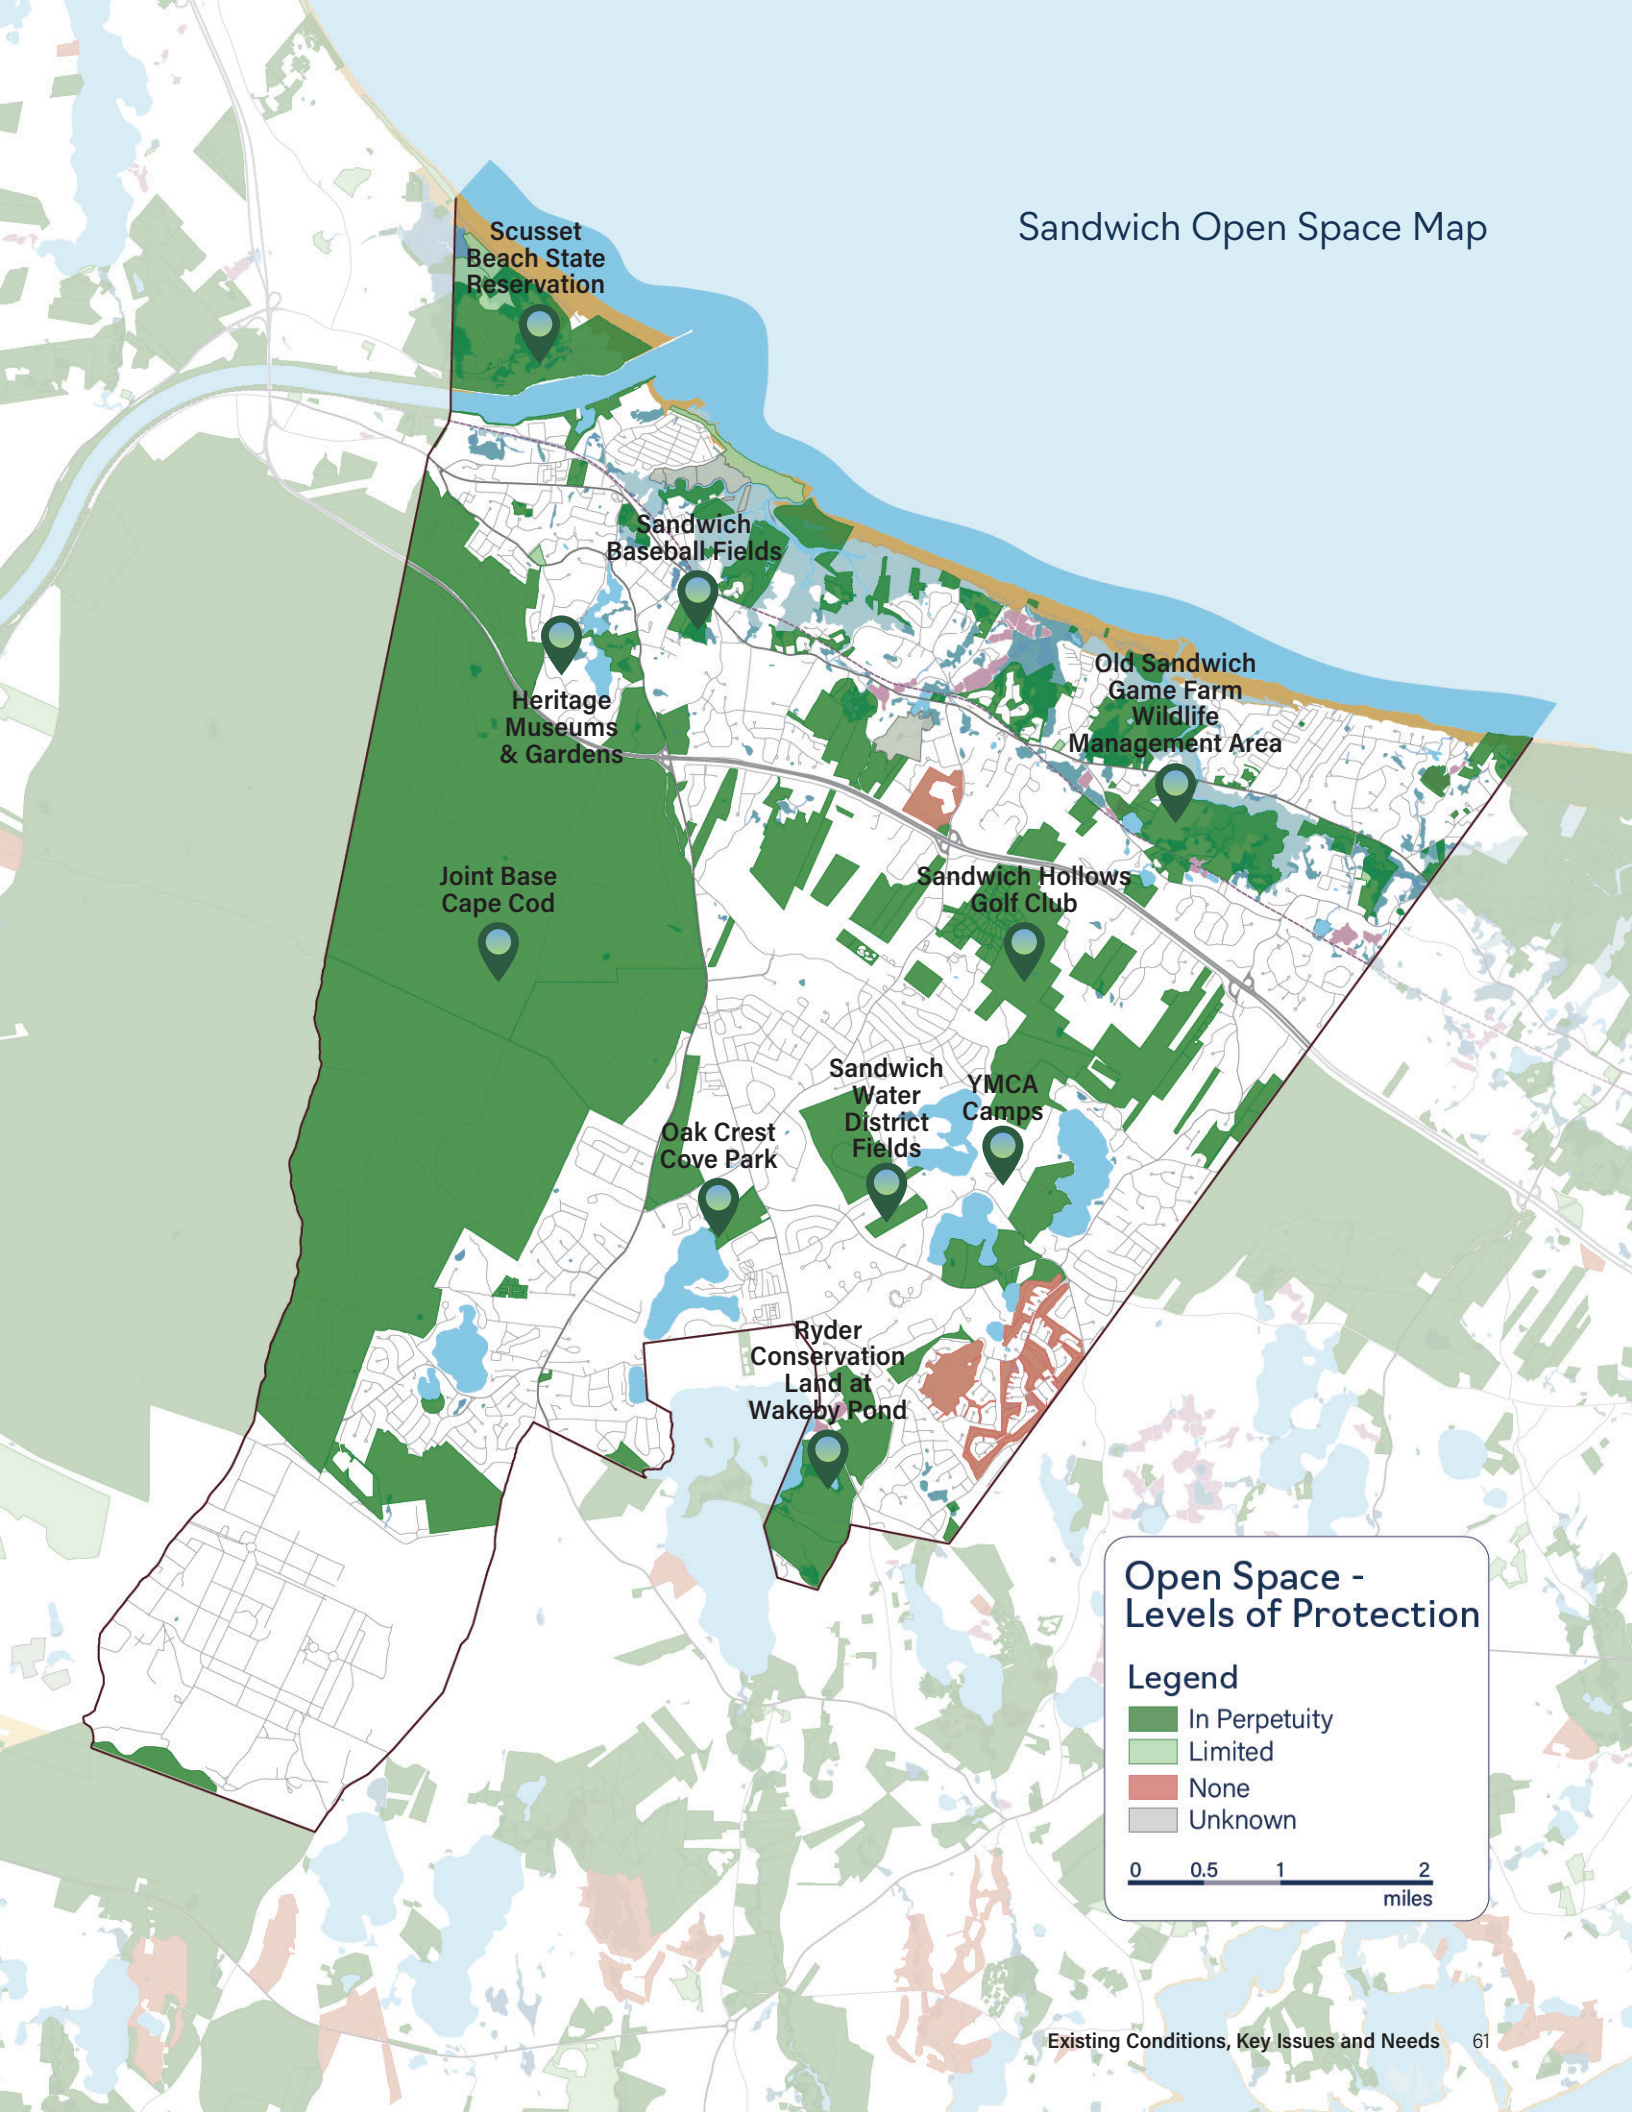 Sandwich Open Space Map
Scusset
Beach State
Reservation
Sandwich
Baseball Fields
Heritage
Museums
& Gardens
Old Sandwich
Game Farm
Wildlife
Management Area
Joint Base
Cape Cod
Sandwich Hollows
Golf Club
Sandwich
Water
District
Fields
YMCA
Camps
Oak Crest
Cove Park
Ryder
Conservation
Land at
Wakeby Pond
Open Space -
Levels of Protection
Legend
In Perpetuity
Limited
None
Unknown
0 0.5 1 2
miles
Existing Conditions, Key Issues and Needs 61